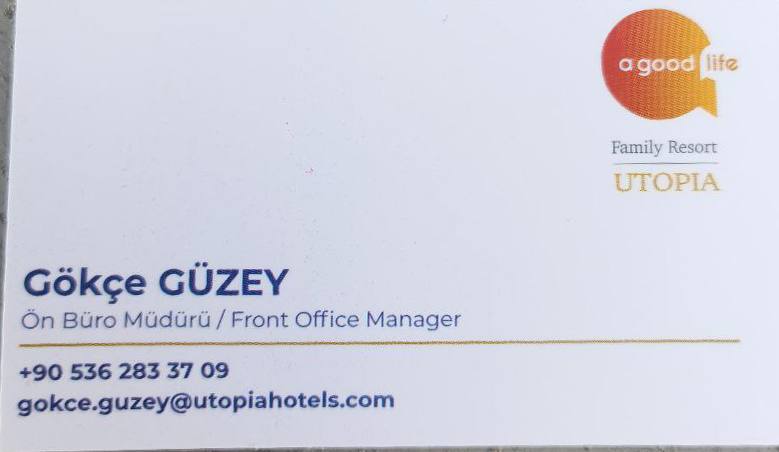 a good life
Family Resort
UTOPIA
Gökçe GÜZEY
Ön Büro Müdürü / Front Office Manager
+90 536 283 37 09
gokce.guzey@utopiahotels.com